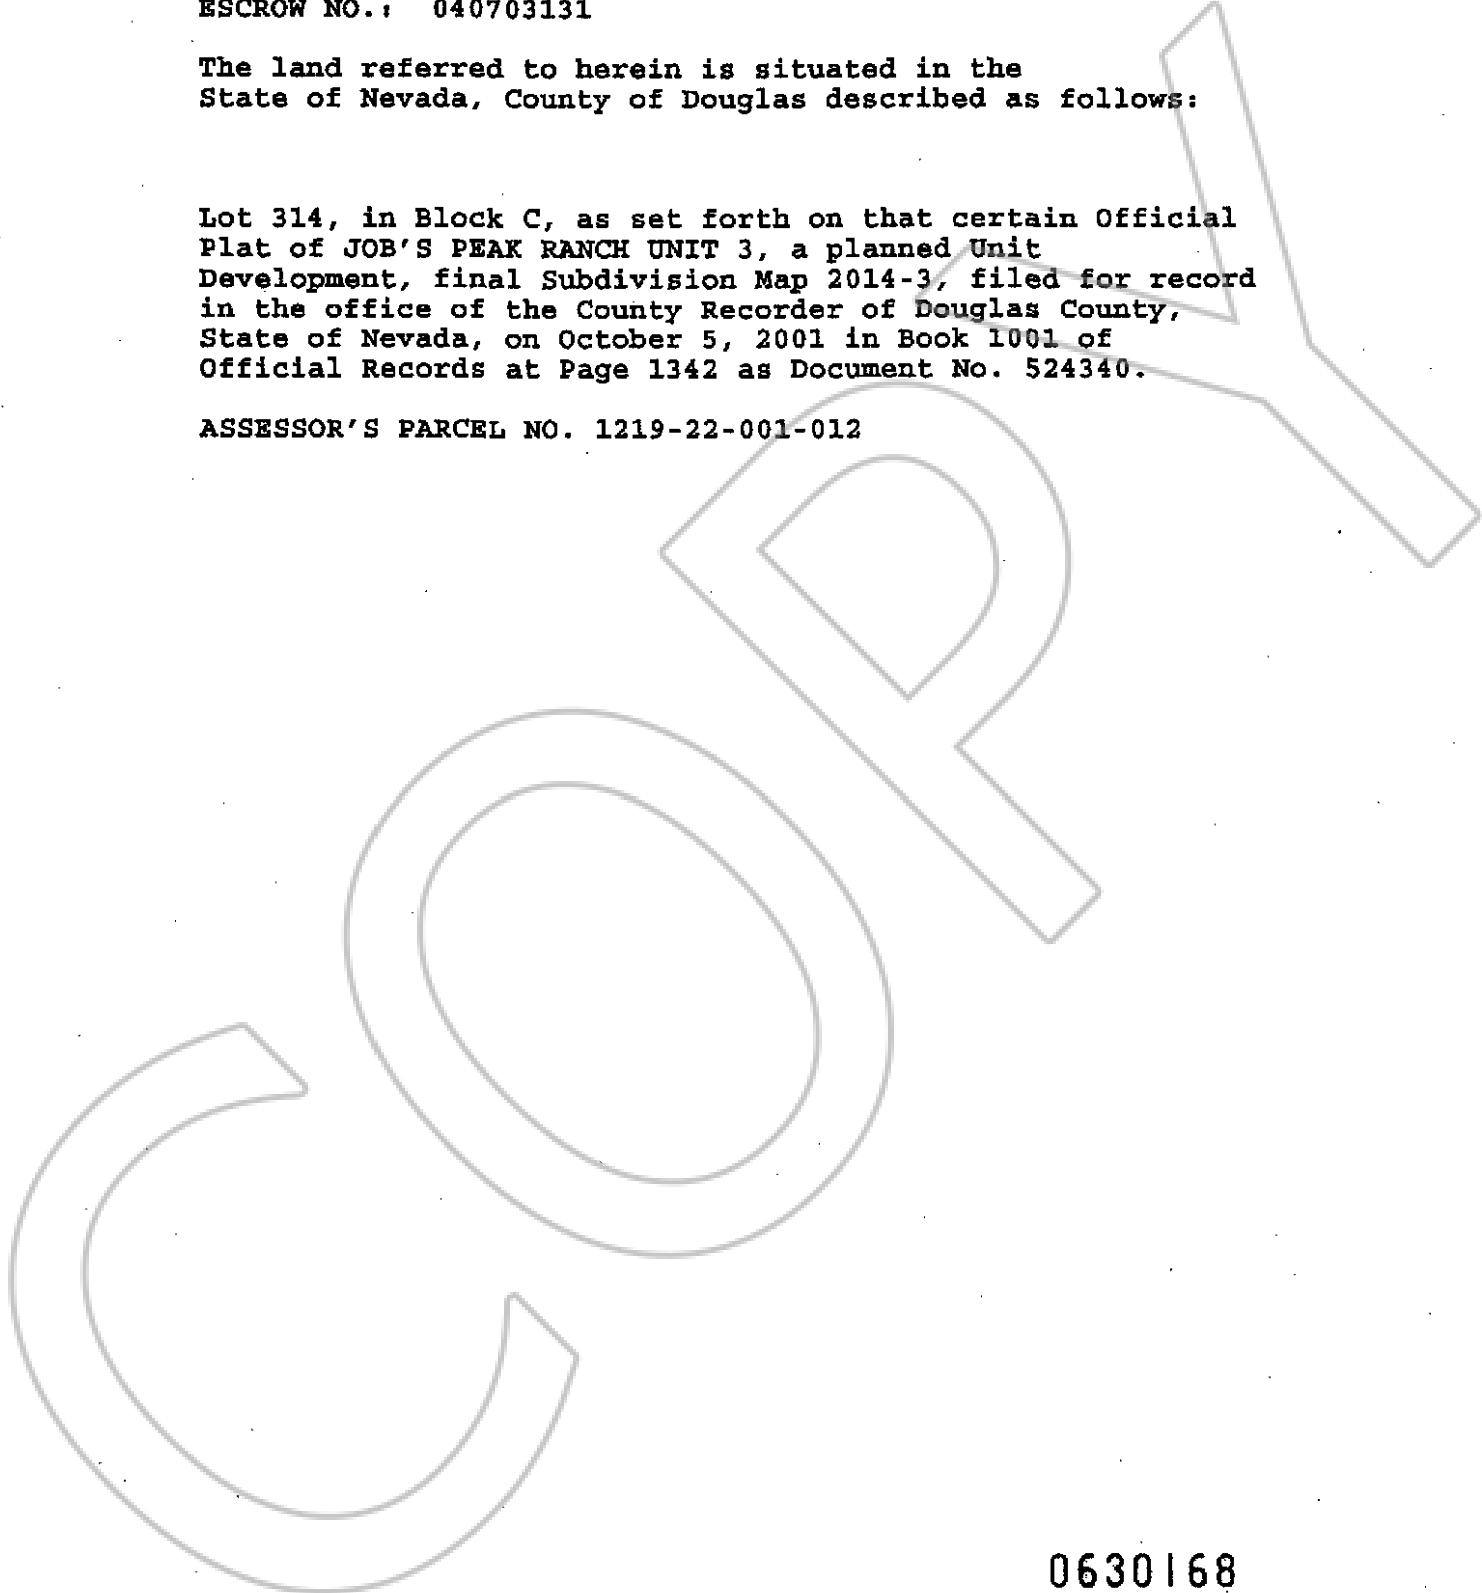 ESCROW NO.: 040703131
The land referred to herein is situated in the
State of Nevada, County of Douglas described as follows:
Lot 314, in Block C, as set forth on that certain Official
Plat of JOB'S PEAK RANCH UNIT 3, a planned Unit
Development, final Subdivision Map 2014-3, filed for record
in the office of the County Recorder of Douglas County,
State of Nevada, on October 5, 2001 in Book 1001 of
Official Records at Page 1342 as Document No. 524340.
ASSESSOR'S PARCEL NO. 1219-22-001-012
COPY
0630168